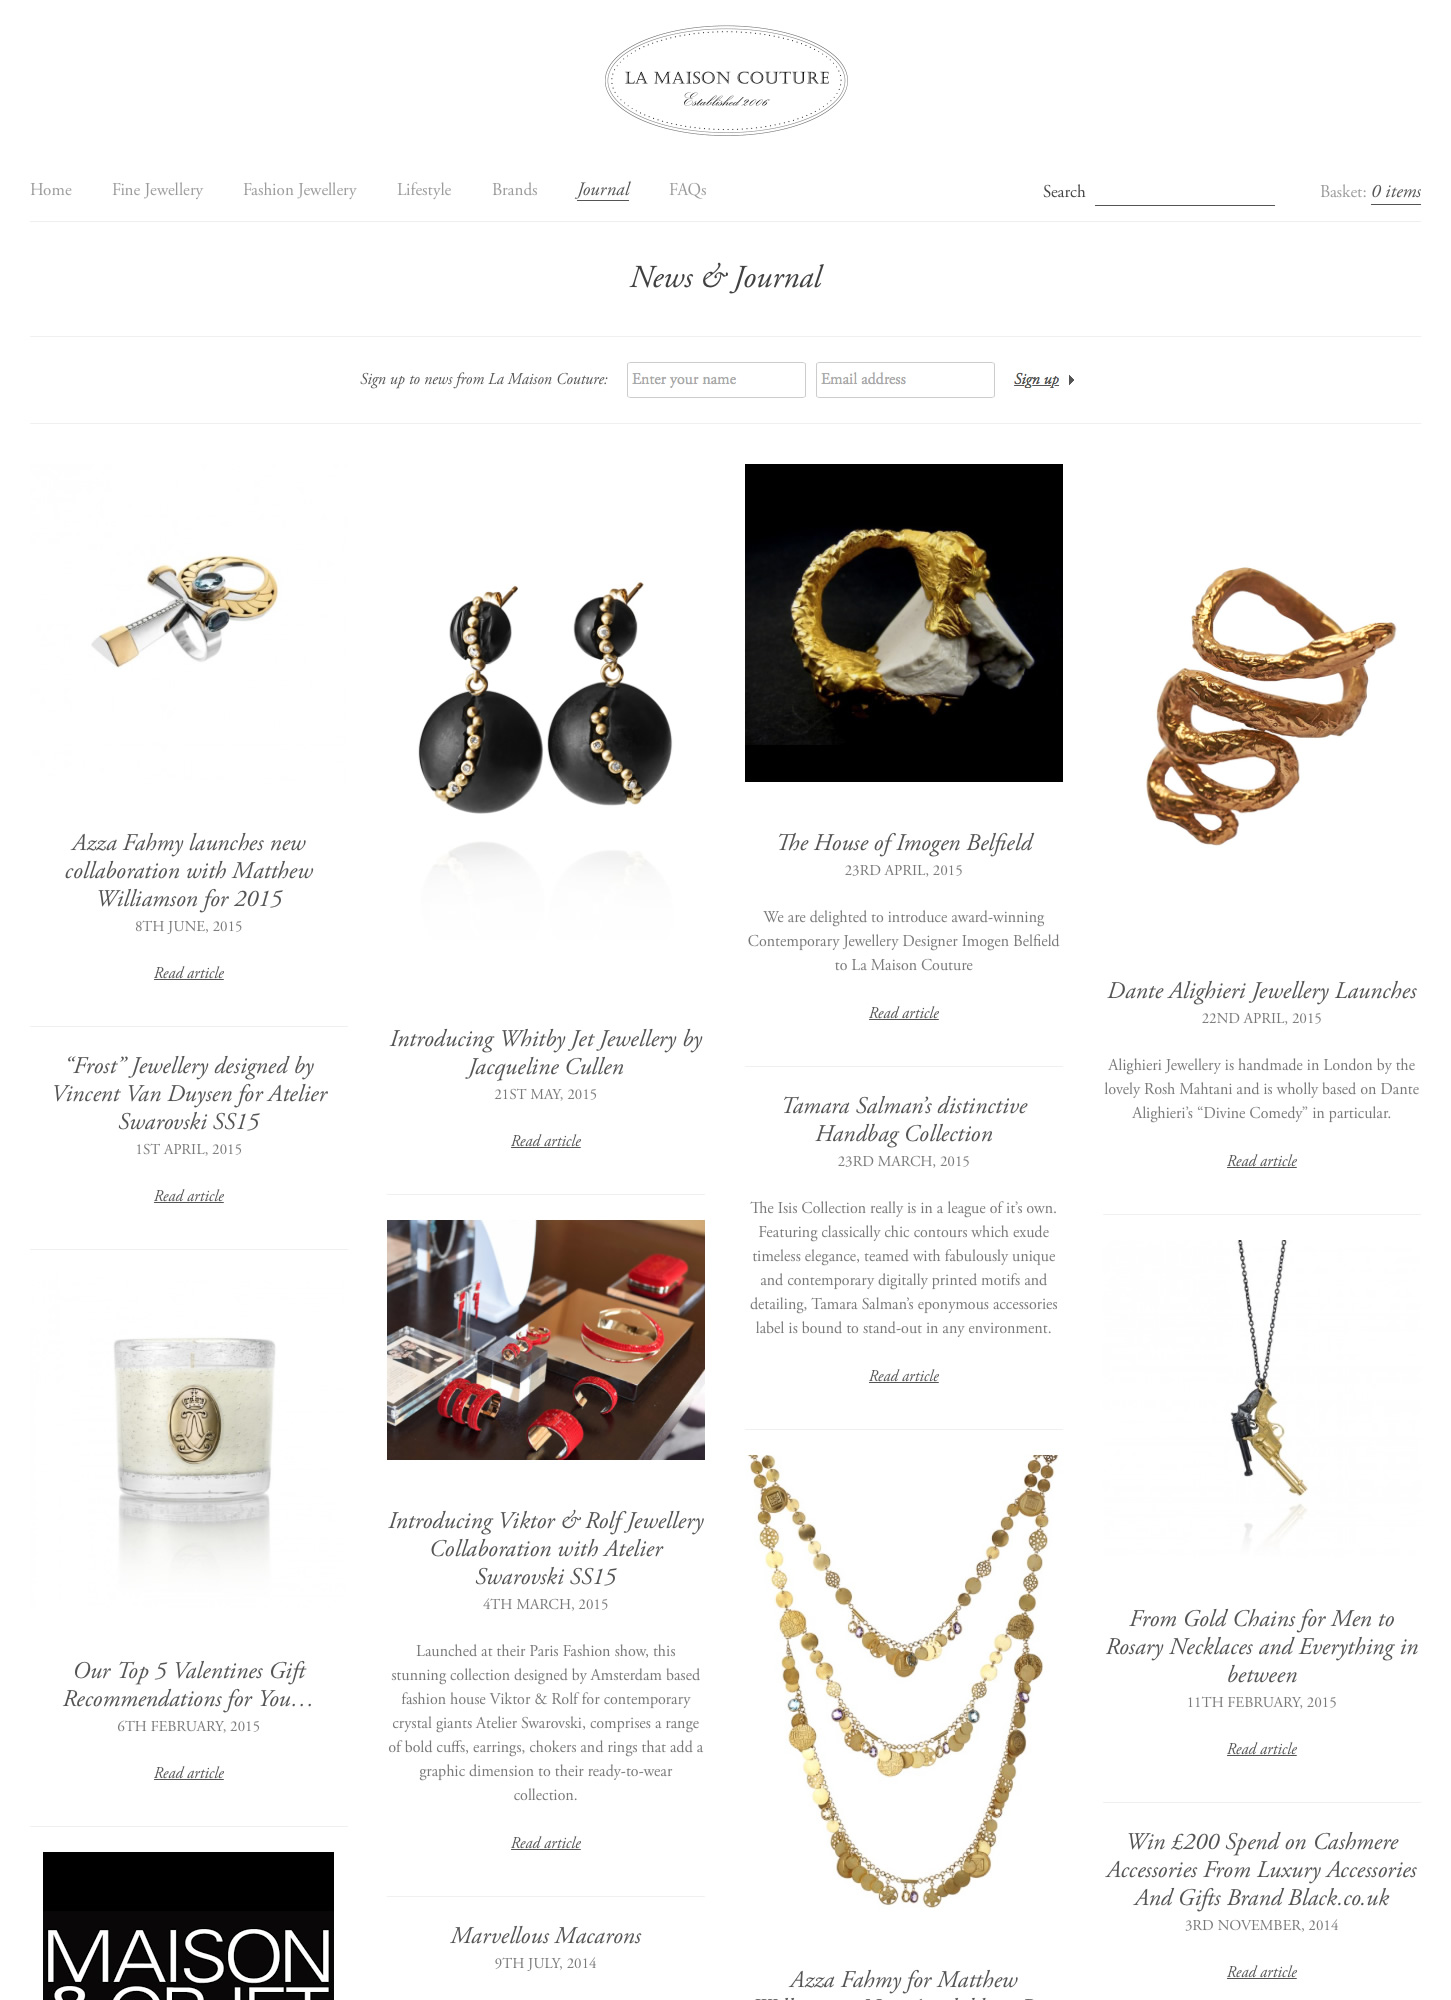 LA MAISON COUTURE
Established 2006
Home
Fine Jewellery
Fashion Jewellery
Lifestyle
Brands
Journal
FAQs
Search
Basket: 0 items
News & Journal
Sign up to news from La Maison Couture:
Enter your name
Email address
Sign up
Azza Fahmy launches new
collaboration with Matthew
Williamson for 2015
8TH JUNE, 2015
Read article
“Frost” Jewellery designed by
Vincent Van Duysen for Atelier
Swarovski SS15
1ST APRIL, 2015
Read article
Our Top 5 Valentines Gift
Recommendations for You…
6TH FEBRUARY, 2015
Read article
MAISON
& OBJET
Introducing Whitby Jet Jewellery by
Jacqueline Cullen
21ST MAY, 2015
Read article
Introducing Viktor & Rolf Jewellery
Collaboration with Atelier
Swarovski SS15
4TH MARCH, 2015
Launched at their Paris Fashion show, this
stunning collection designed by Amsterdam based
fashion house Viktor & Rolf for contemporary
crystal giants Atelier Swarovski, comprises a range
of bold cuffs, earrings, chokers and rings that add a
graphic dimension to their ready-to-wear
collection.
Read article
Marvellous Macarons
9TH JULY, 2014
The House of Imogen Belfield
23RD APRIL, 2015
We are delighted to introduce award-winning
Contemporary Jewellery Designer Imogen Belfield
to La Maison Couture
Read article
Tamara Salman’s distinctive
Handbag Collection
23RD MARCH, 2015
The Isis Collection really is in a league of it’s own.
Featuring classically chic contours which exude
timeless elegance, teamed with fabulously unique
and contemporary digitally printed motifs and
detailing, Tamara Salman’s eponymous accessories
label is bound to stand-out in any environment.
Read article
Azza Fahmy for Matthew
Dante Alighieri Jewellery Launches
22ND APRIL, 2015
Alighieri Jewellery is handmade in London by the
lovely Rosh Mahtani and is wholly based on Dante
Alighieri’s “Divine Comedy” in particular.
Read article
From Gold Chains for Men to
Rosary Necklaces and Everything in
between
11TH FEBRUARY, 2015
Read article
Win £200 Spend on Cashmere
Accessories From Luxury Accessories
And Gifts Brand Black.co.uk
3RD NOVEMBER, 2014
Read article